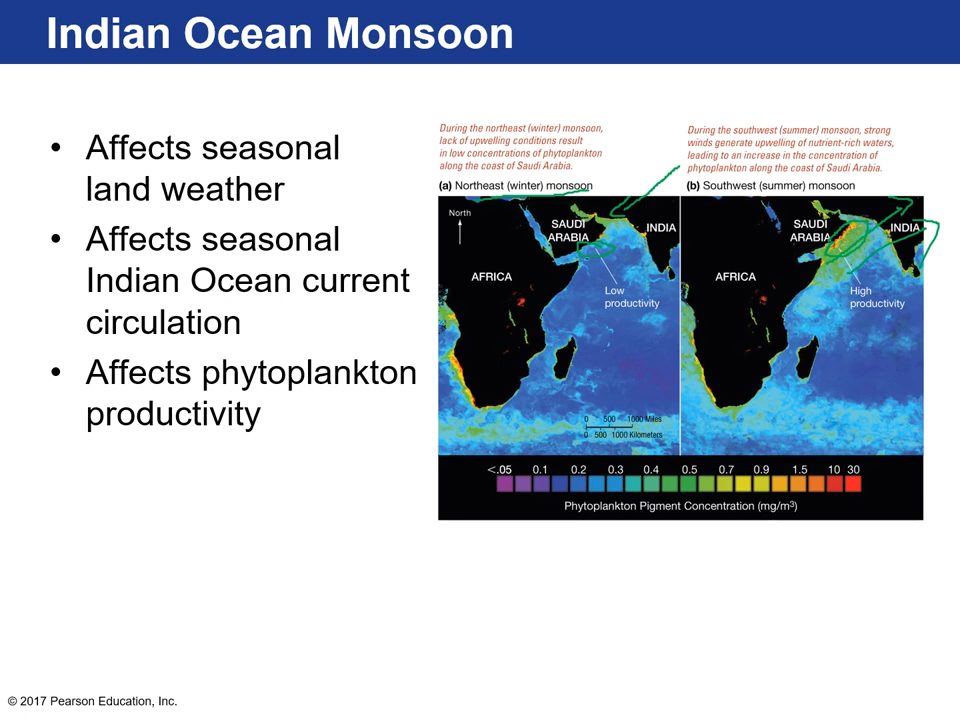 Indian Ocean Monsoon
• Affects seasonal
land weather
• Affects seasonal
Indian Ocean current
circulation
• Affects phytoplankton
productivity
During the northeast (winter) monsoon,
lack of upwelling conditions result
in low concentrations of phytoplankton
along the coast of Saudi Arabia.
(a) Northeast (winter) monsoon
North
SAUDI
ARABIA
INDIA
AFRICA
Low
productivity
0 500 1000 Miles
0 500 1000 Kilometers
During the southwest (summer) monsoon, strong
winds generate upwelling of nutrient-rich waters,
leading to an increase in the concentration of
phytoplankton along the coast of Saudi Arabia.
(b) Southwest (summer) monsoon
SAUDI
ARABIA
INDIA
AFRICA
High
productivity
<.05 0.1 0.2 0.3 0.4 0.5 0.7 0.9 1.5 10 30
Phytoplankton Pigment Concentration (mg/m³)
© 2017 Pearson Education, Inc.